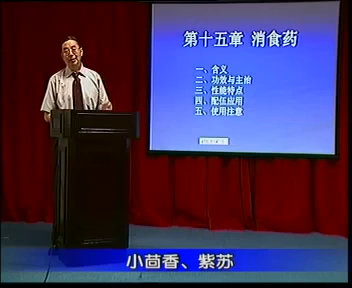 第十五章 消食药
一、含义
二、功效与主治
三、性能特点
四、配伍应用
五、使用注意
小茴香、紫苏